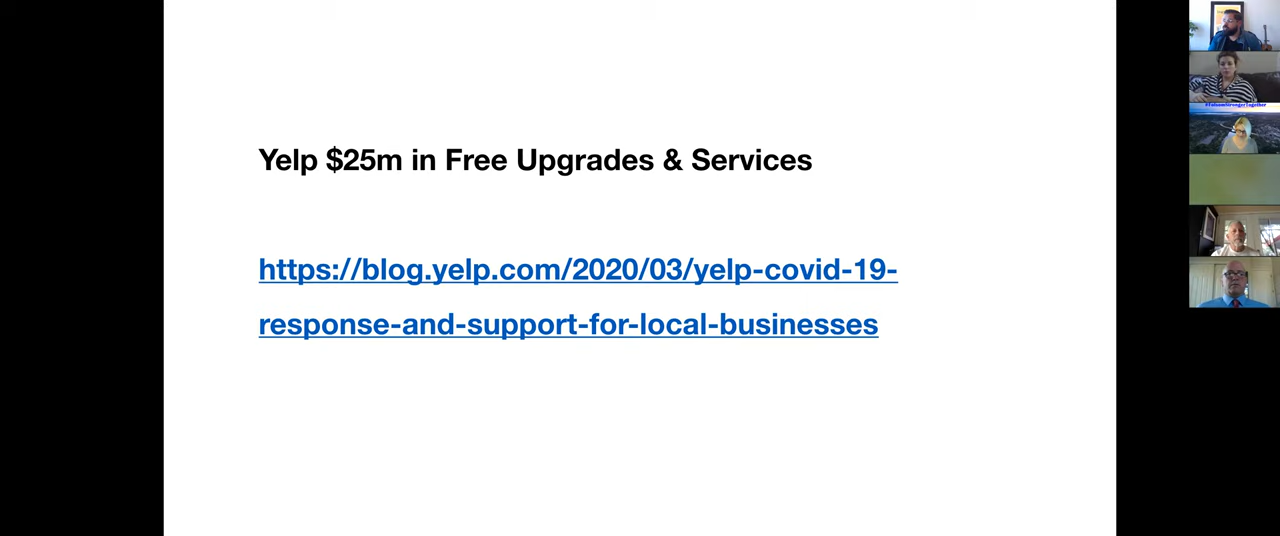 Yelp $25m in Free Upgrades & Services
https://blog.yelp.com/2020/03/yelp-covid-19-
response-and-support-for-local-businesses
#FolsomStrongerTogether